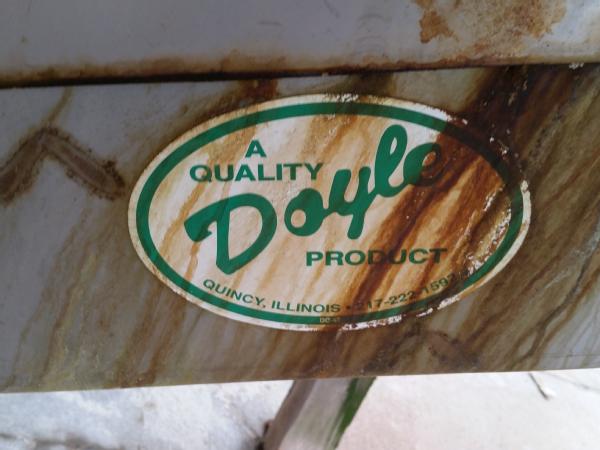 A
QUALITY
Doyle
PRODUCT
QUINCY, ILLINOIS • 217-222-1592